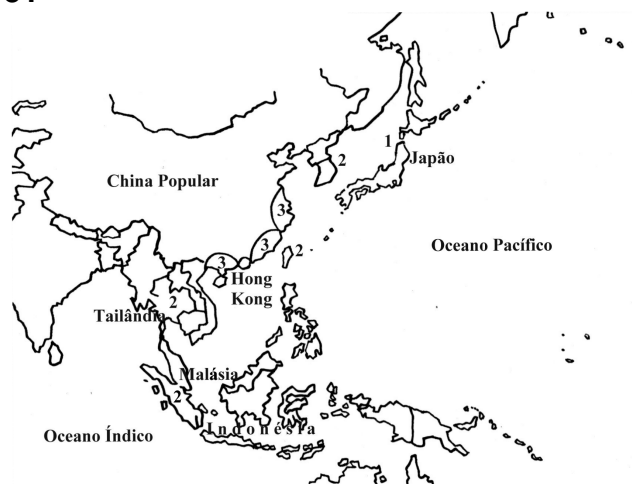 1
Japão
2
China Popular
3
3
2
Oceano Pacífico
3
Hong
Kong
2
Tailândia
Malásia
2
Indonésia
Oceano Índico